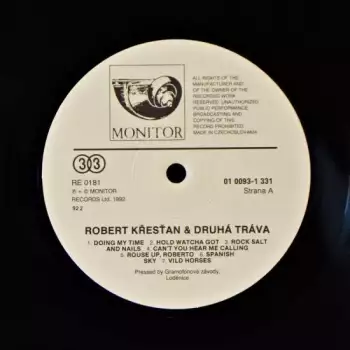 MONITOR
ALL RIGHTS OF THE
MANUFACTURER AND
OF THE OWNER OF THE
RECORDED WORK
RESERVED. UNAUTHORIZED
PUBLIC PERFORMANCE,
BROADCASTING AND
COPYING OF THIS
RECORD PROHIBITED.
MADE IN CZECHOSLOVAKIA
33
RE 0181
℗ + © MONITOR
RECORDS Ltd.
92 2
01 0093-1 331
Strana A
ROBERT KŘESŤAN & DRUHÁ TRÁVA
1. DOING MY TIME 2. HOLD WATCHA GOT 3. ROCK SALT
AND NAILS 4. CAN'T YOU HEAR ME CALLING
5. ROUSE UP, ROBERTO 6. SPANISH
SKY 7. VILD HORSES
Pressed by Gramofonové závody,
Loděnice